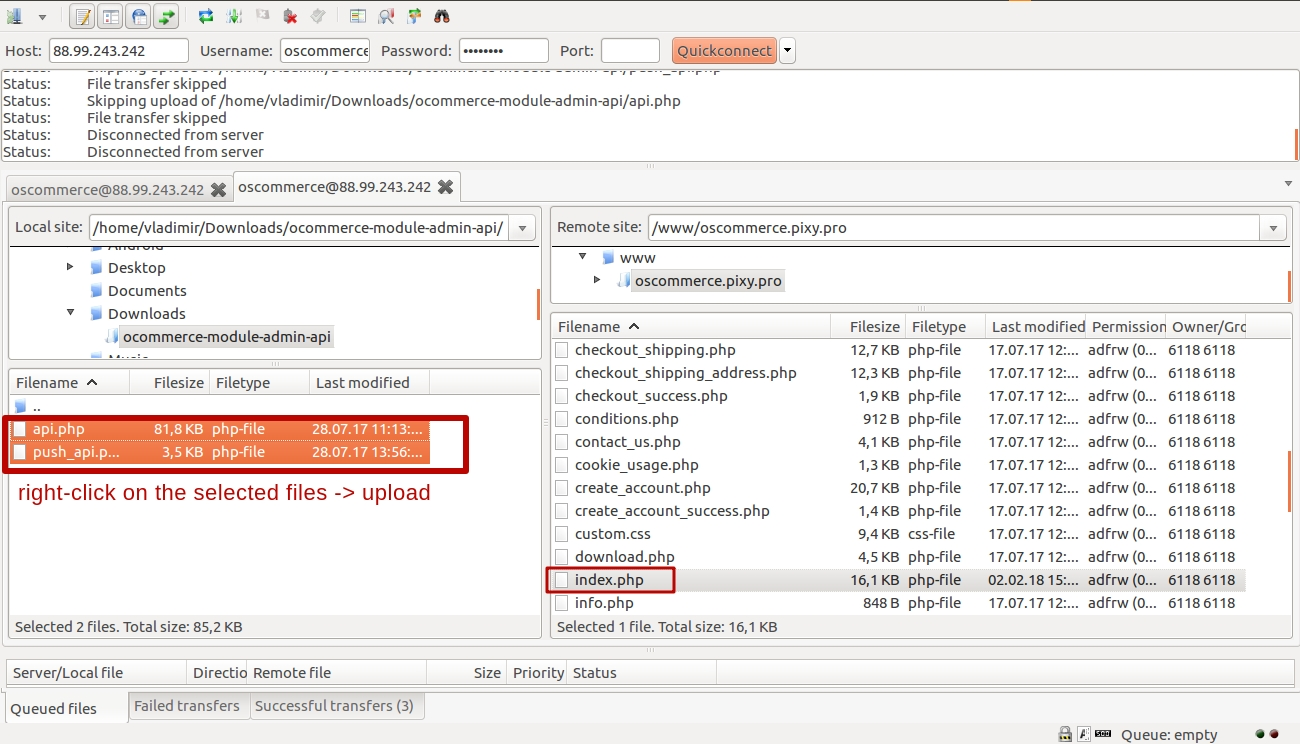 Host: 88.99.243.242 Username: oscommerce Password: •••••••• Port: Quickconnect
Status: Skipping upload of /home/vladimir/Downloads/ocommerce-module-admin-api/push_api.php
Status: File transfer skipped
Status: Skipping upload of /home/vladimir/Downloads/ocommerce-module-admin-api/api.php
Status: File transfer skipped
Status: Disconnected from server
Status: Disconnected from server
oscommerce@88.99.243.242 oscommerce@88.99.243.242
Local site: /home/vladimir/Downloads/ocommerce-module-admin-api/
Android
Desktop
Documents
Downloads
ocommerce-module-admin-api
Music
Filename Filesize Filetype Last modified
..
api.php 81,8 KB php-file 28.07.17 11:13:...
push_api.p... 3,5 KB php-file 28.07.17 13:56:...
right-click on the selected files -> upload
Selected 2 files. Total size: 85,2 KB
Remote site: /www/oscommerce.pixy.pro
www
oscommerce.pixy.pro
Filename Filesize Filetype Last modified Permission Owner/Gro
checkout_shipping.php 12,7 KB php-file 17.07.17 12:... adfrw (0... 6118 6118
checkout_shipping_address.php 12,3 KB php-file 17.07.17 12:... adfrw (0... 6118 6118
checkout_success.php 1,9 KB php-file 17.07.17 12:... adfrw (0... 6118 6118
conditions.php 912 B php-file 17.07.17 12:... adfrw (0... 6118 6118
contact_us.php 4,1 KB php-file 17.07.17 12:... adfrw (0... 6118 6118
cookie_usage.php 1,3 KB php-file 17.07.17 12:... adfrw (0... 6118 6118
create_account.php 20,7 KB php-file 17.07.17 12:... adfrw (0... 6118 6118
create_account_success.php 1,4 KB php-file 17.07.17 12:... adfrw (0... 6118 6118
custom.css 9,4 KB css-file 17.07.17 12:... adfrw (0... 6118 6118
download.php 4,5 KB php-file 17.07.17 12:... adfrw (0... 6118 6118
index.php 16,1 KB php-file 02.02.18 15:... adfrw (0... 6118 6118
info.php 848 B php-file 17.07.17 12:... adfrw (0... 6118 6118
Selected 1 file. Total size: 16,1 KB
Server/Local file Directio Remote file Size Priority Status
Queued files Failed transfers Successful transfers (3)
Queue: empty